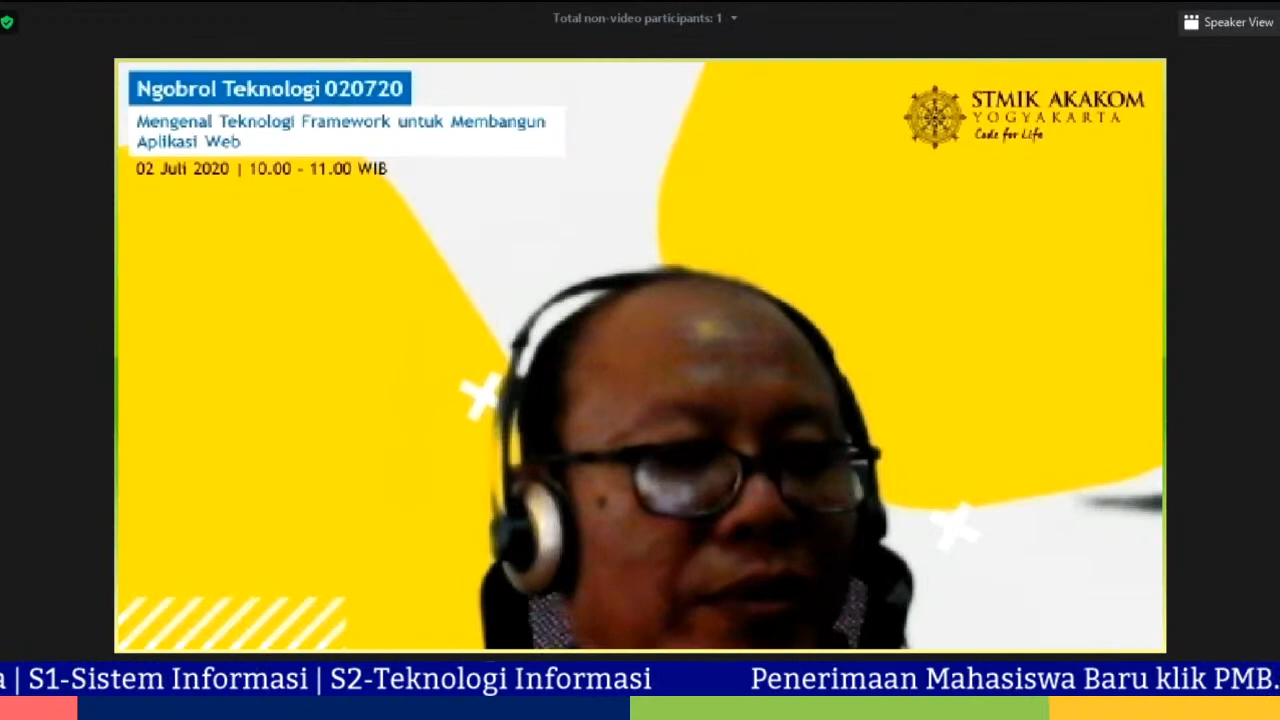 Total non-video participants: 1
Speaker View
Ngobrol Teknologi 020720
Mengenal Teknologi Framework untuk Membangun
Aplikasi Web
02 Juli 2020 | 10.00 - 11.00 WIB
STMIK AKAKOM
YOGYAKARTA
Code for Life
a | S1-Sistem Informasi | S2-Teknologi Informasi Penerimaan Mahasiswa Baru klik PMB.